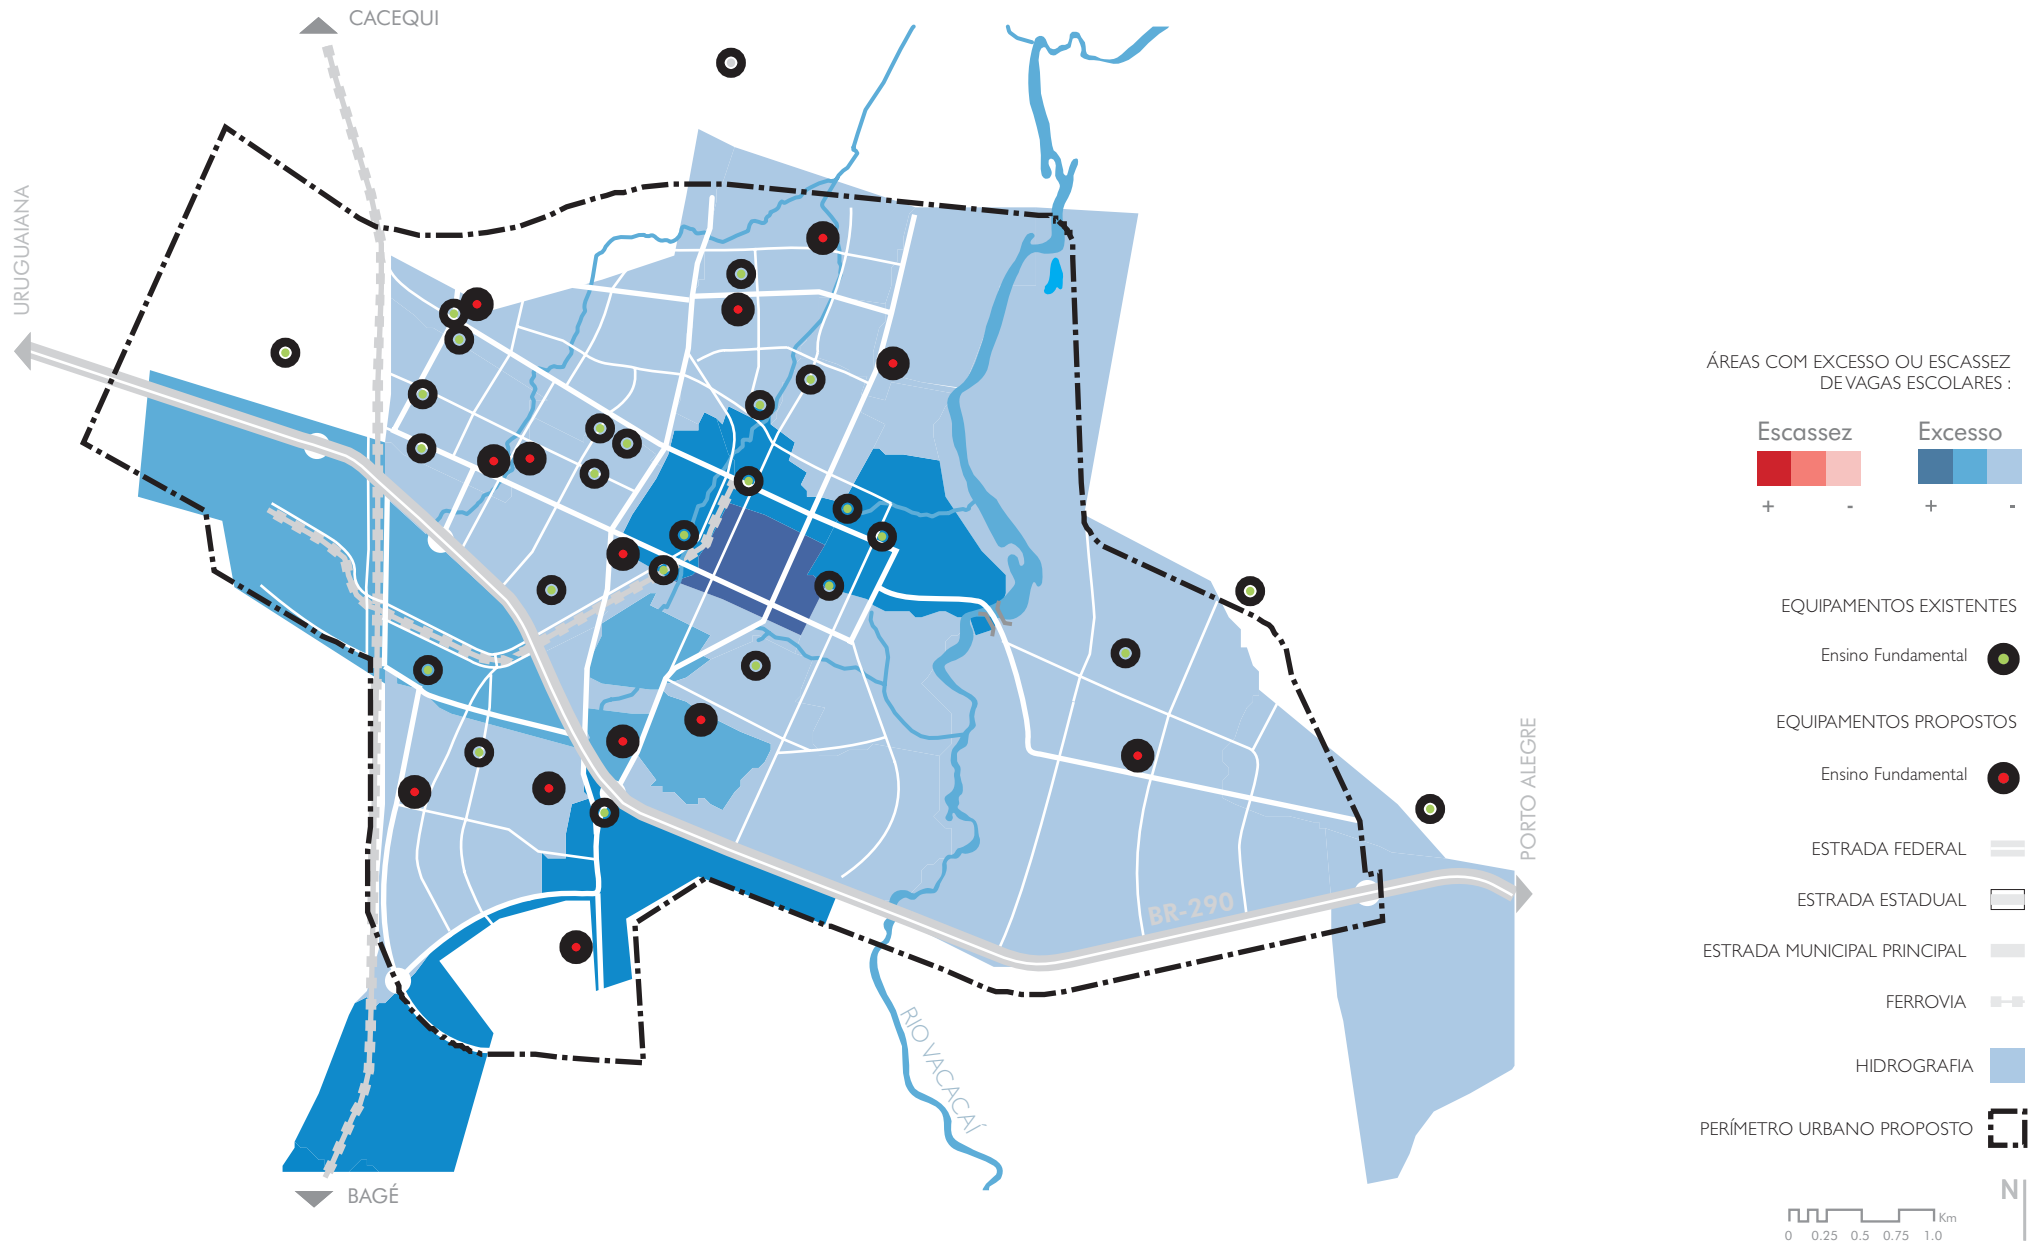 CACEQUI
URUGUAIANA
BAGÉ
PORTO ALEGRE
BR-290
RIO VACACAÍ
ÁREAS COM EXCESSO OU ESCASSEZ
DE VAGAS ESCOLARES :
Escassez Excesso
+ - + -
EQUIPAMENTOS EXISTENTES
Ensino Fundamental
EQUIPAMENTOS PROPOSTOS
Ensino Fundamental
ESTRADA FEDERAL
ESTRADA ESTADUAL
ESTRADA MUNICIPAL PRINCIPAL
FERROVIA
HIDROGRAFIA
PERÍMETRO URBANO PROPOSTO
N
Km
0 0.25 0.5 0.75 1.0